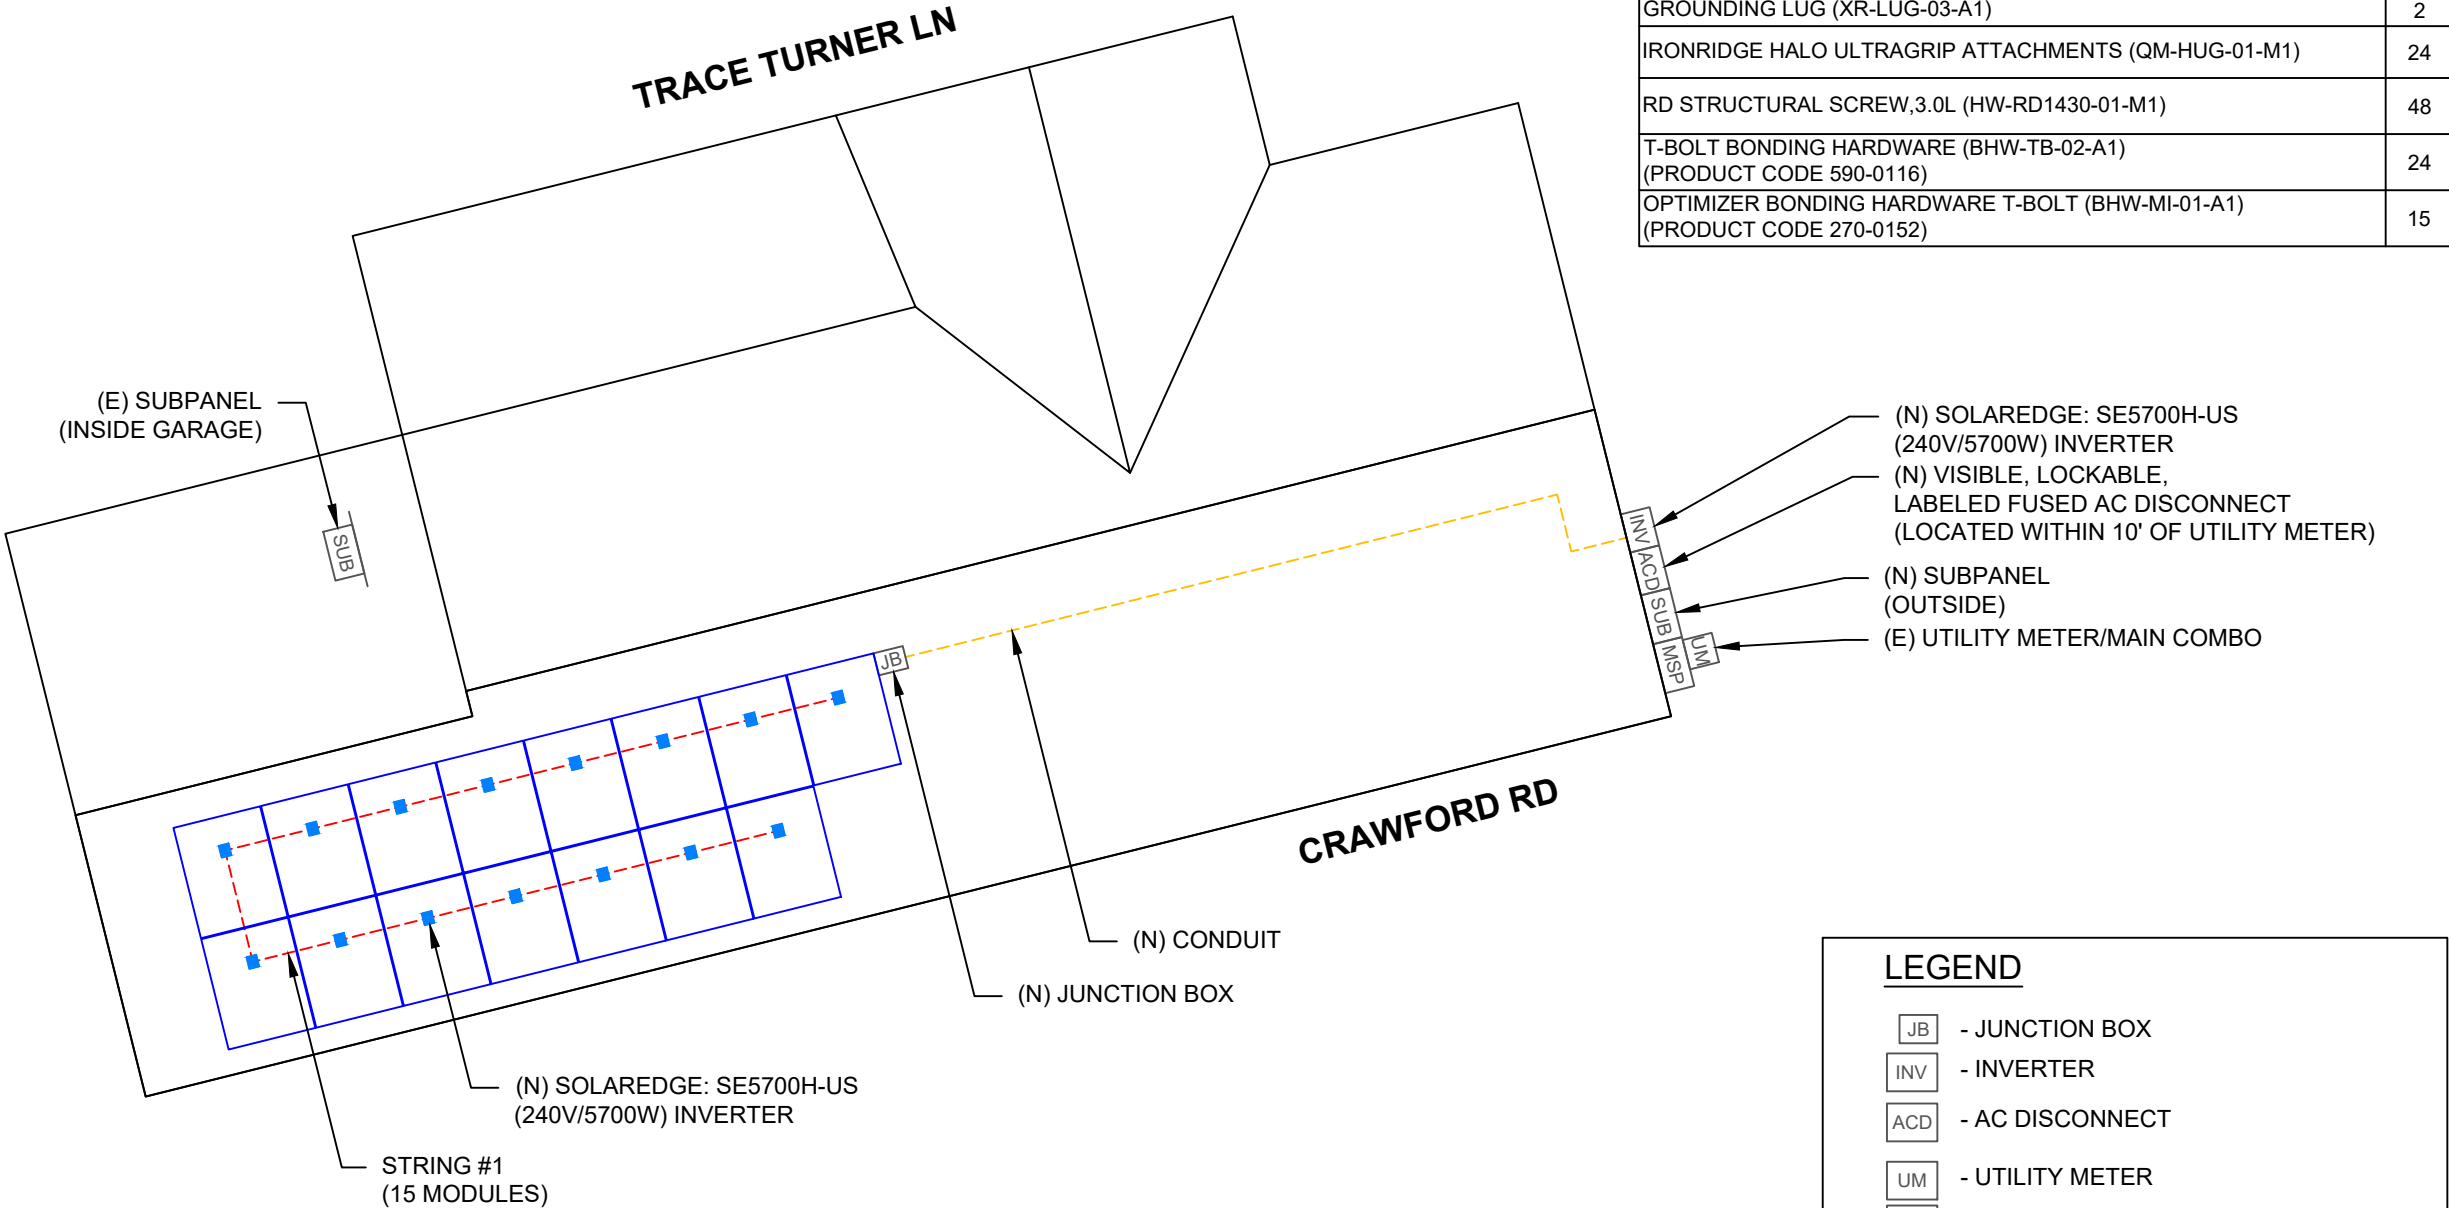 GROUNDING LUG (XR-LUG-03-A1) 2
IRONRIDGE HALO ULTRAGRIP ATTACHMENTS (QM-HUG-01-M1) 24
RD STRUCTURAL SCREW,3.0L (HW-RD1430-01-M1) 48
T-BOLT BONDING HARDWARE (BHW-TB-02-A1)
(PRODUCT CODE 590-0116) 24
OPTIMIZER BONDING HARDWARE T-BOLT (BHW-MI-01-A1)
(PRODUCT CODE 270-0152) 15
TRACE TURNER LN
(E) SUBPANEL
(INSIDE GARAGE)
SUB
(N) SOLAREDGE: SE5700H-US
(240V/5700W) INVERTER
(N) VISIBLE, LOCKABLE,
LABELED FUSED AC DISCONNECT
(LOCATED WITHIN 10' OF UTILITY METER)
(N) SUBPANEL
(OUTSIDE)
(E) UTILITY METER/MAIN COMBO
INV
ACD
SUB
MSP
UM
JB
CRAWFORD RD
(N) CONDUIT
(N) JUNCTION BOX
(N) SOLAREDGE: SE5700H-US
(240V/5700W) INVERTER
STRING #1
(15 MODULES)
LEGEND
JB - JUNCTION BOX
INV - INVERTER
ACD - AC DISCONNECT
UM - UTILITY METER